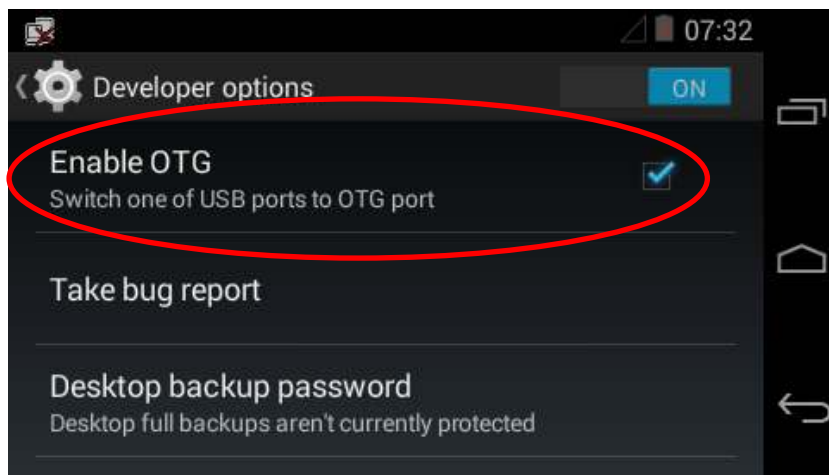 07:32
Developer options
ON
Enable OTG
Switch one of USB ports to OTG port
Take bug report
Desktop backup password
Desktop full backups aren't currently protected